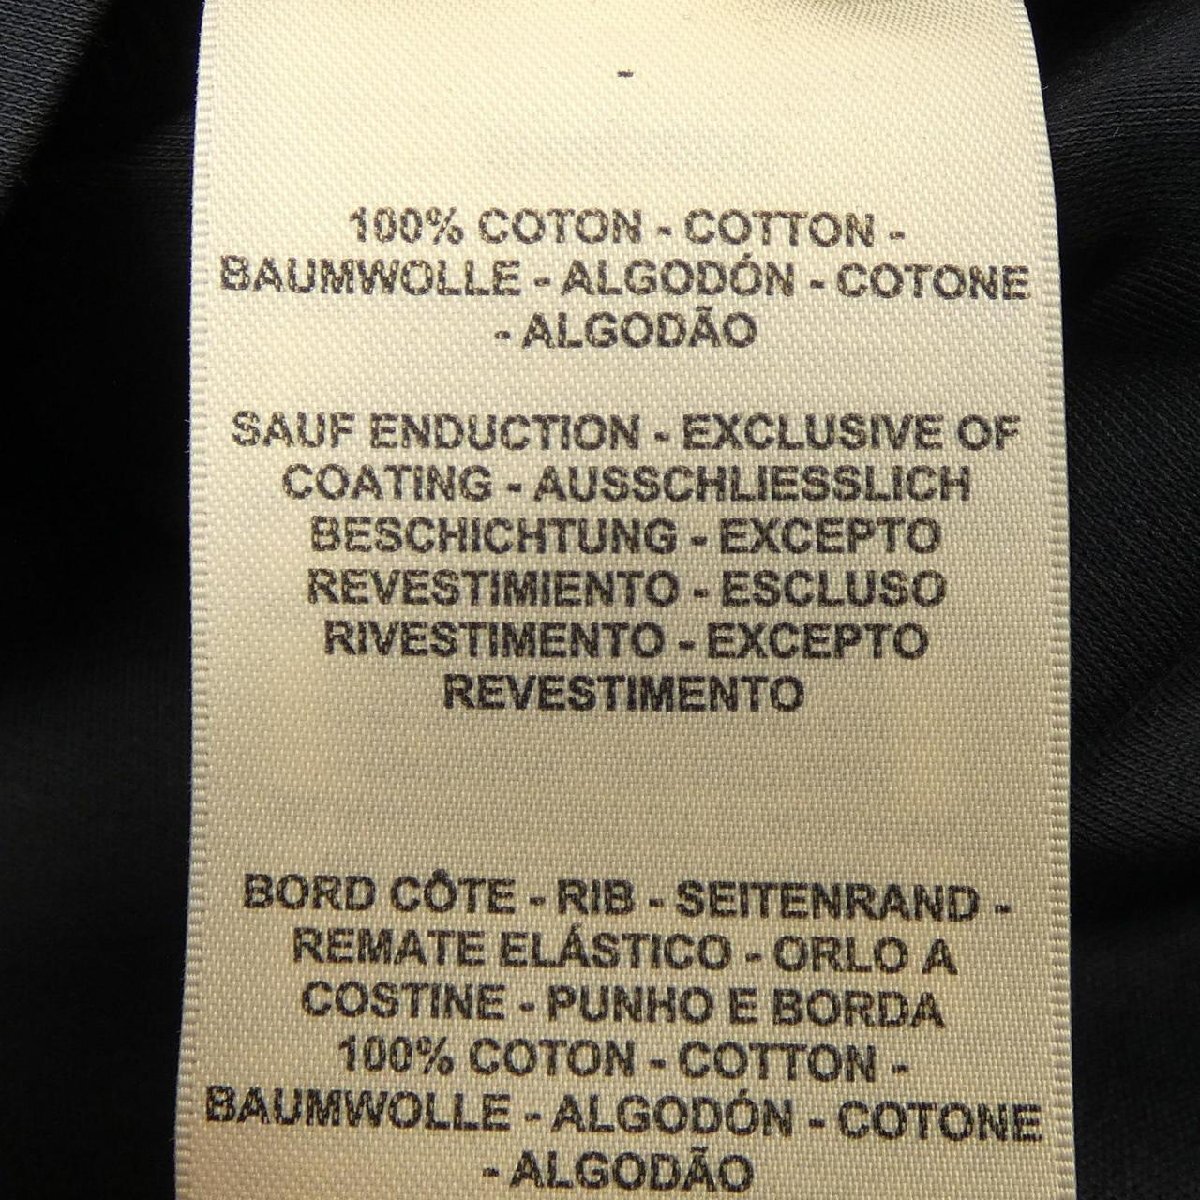 -
100% COTON - COTTON -
BAUMWOLLE - ALGODÓN - COTONE
- ALGODÃO
SAUF ENDUCTION - EXCLUSIVE OF
COATING - AUSSCHLIESSLICH
BESCHICHTUNG - EXCEPTO
REVESTIMIENTO - ESCLUSO
RIVESTIMENTO - EXCEPTO
REVESTIMENTO
BORD CÔTE - RIB - SEITENRAND -
REMATE ELÁSTICO - ORLO A
COSTINE - PUNHO E BORDA
100% COTON - COTTON -
BAUMWOLLE - ALGODÓN - COTONE
- ALGODÃO